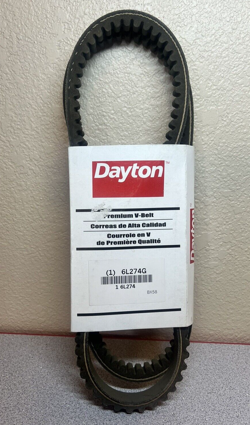 Dayton
Premium V-Belt
Correas de Alta Calidad
Courroie en V
de Première Qualité
(1) 6L274G
1 6L274
Dayton